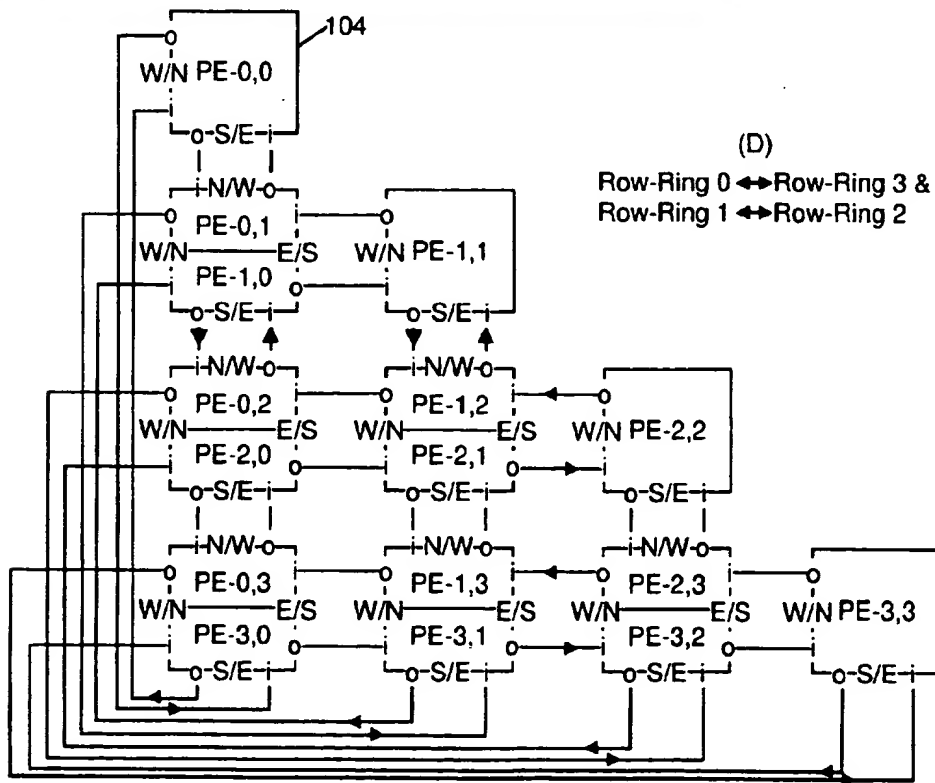 104
o
W/N PE-0,0
i
o S/E i
(D)
Row-Ring 0 ↔ Row-Ring 3 &
Row-Ring 1 ↔ Row-Ring 2
i N/W o
o PE-0,1 i o
W/N E/S W/N PE-1,1
i PE-1,0 o i
o S/E i o S/E i
i N/W o i N/W o
o PE-0,2 i o PE-1,2 i o
W/N E/S W/N E/S W/N PE-2,2
i PE-2,0 o i PE-2,1 o i
o S/E i o S/E i o S/E i
i N/W o i N/W o i N/W o
o PE-0,3 i o PE-1,3 i o PE-2,3 i o
W/N E/S W/N E/S W/N E/S W/N PE-3,3
i PE-3,0 o i PE-3,1 o i PE-3,2 o i
o S/E i o S/E i o S/E i o S/E i